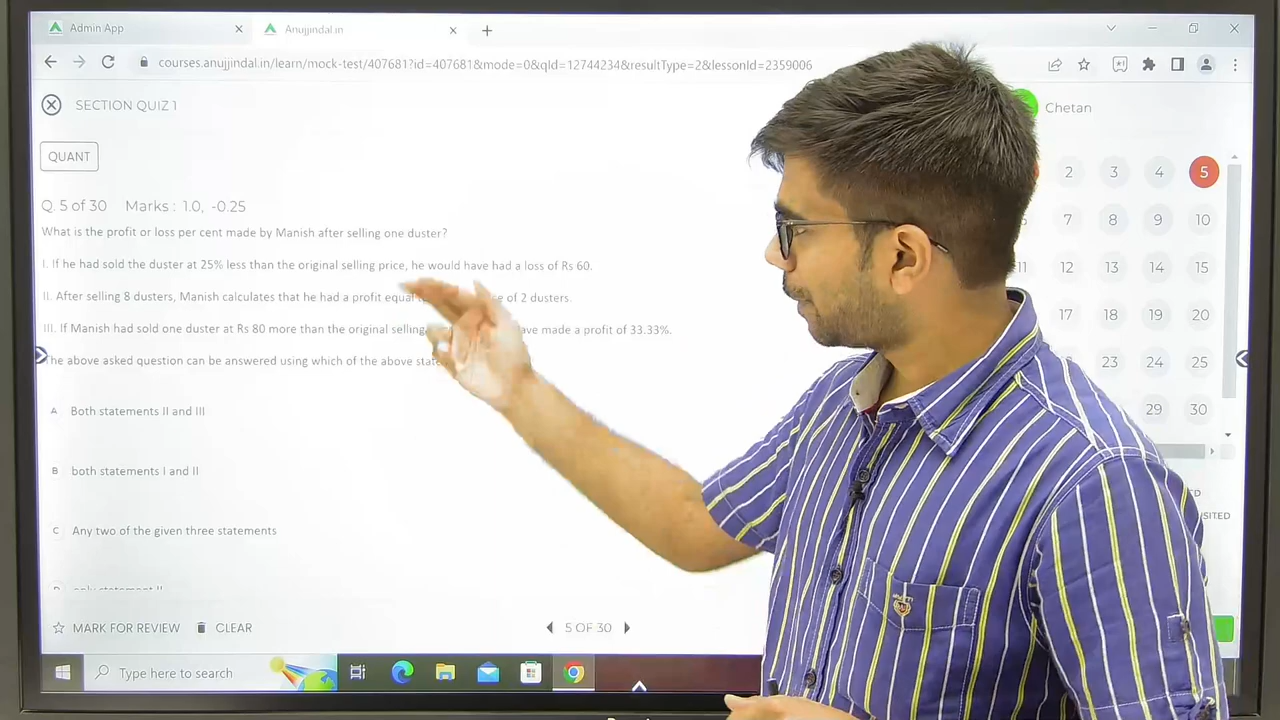 Admin App
Anujjindal.in
courses.anujjindal.in/learn/mock-test/407681?id=407681&mode=0&qId=12744234&resultType=2&lessonId=2359006
SECTION QUIZ 1
Chetan
QUANT
2 3 4 5
Q. 5 of 30 Marks : 1.0, -0.25
7 8 9 10
What is the profit or loss per cent made by Manish after selling one duster?
I. If he had sold the duster at 25% less than the original selling price, he would have had a loss of Rs 60.
11 12 13 14 15
II. After selling 8 dusters, Manish calculates that he had a profit equal of 2 dusters.
17 18 19 20
III. If Manish had sold one duster at Rs 80 more than the original selling made a profit of 33.33%.
The above asked question can be answered using which of the above
23 24 25
A Both statements II and III
29 30
B both statements I and II
C Any two of the given three statements
only statement II
MARK FOR REVIEW CLEAR 5 OF 30
Type here to search